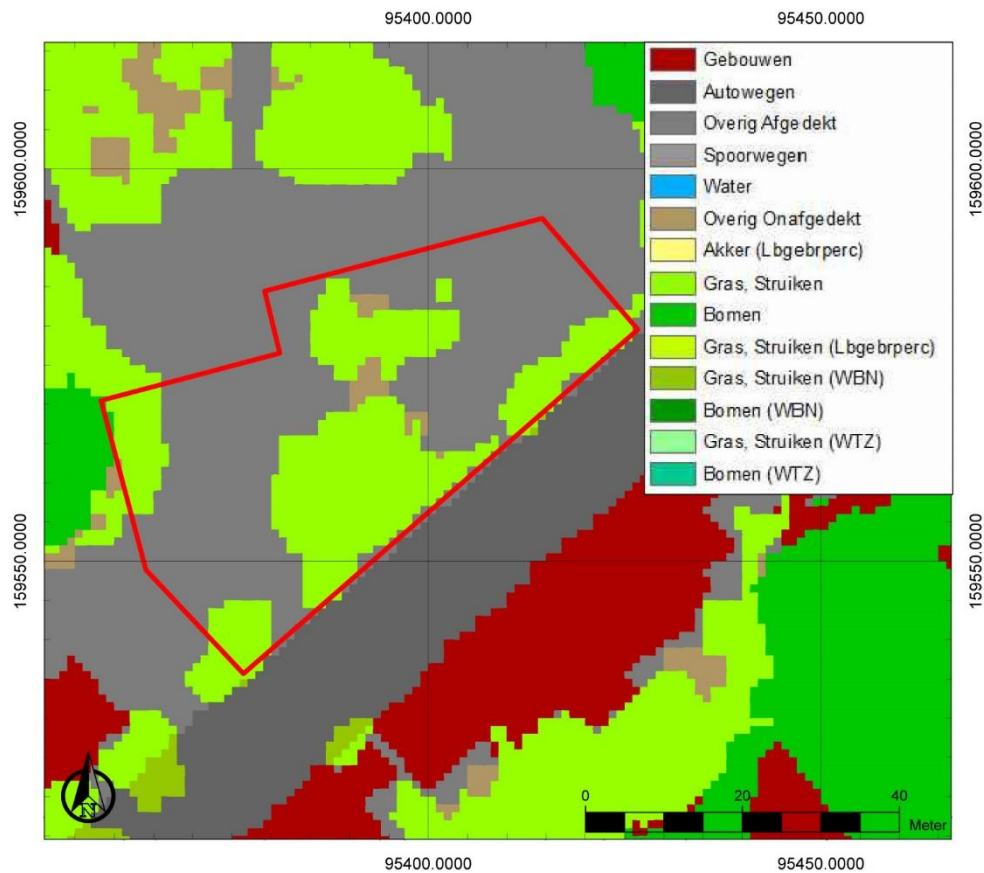 95400.0000
95450.0000
159600.0000
159600.0000
Gebouwen
Autowegen
Overig Afgedekt
Spoorwegen
Water
Overig Onafgedekt
Akker (Lbgebrperc)
Gras, Struiken
Bomen
Gras, Struiken (Lbgebrperc)
Gras, Struiken (WBN)
Bomen (WBN)
Gras, Struiken (WTZ)
Bomen (WTZ)
159550.0000
159550.0000
N
0
20
40
Meter
95400.0000
95450.0000